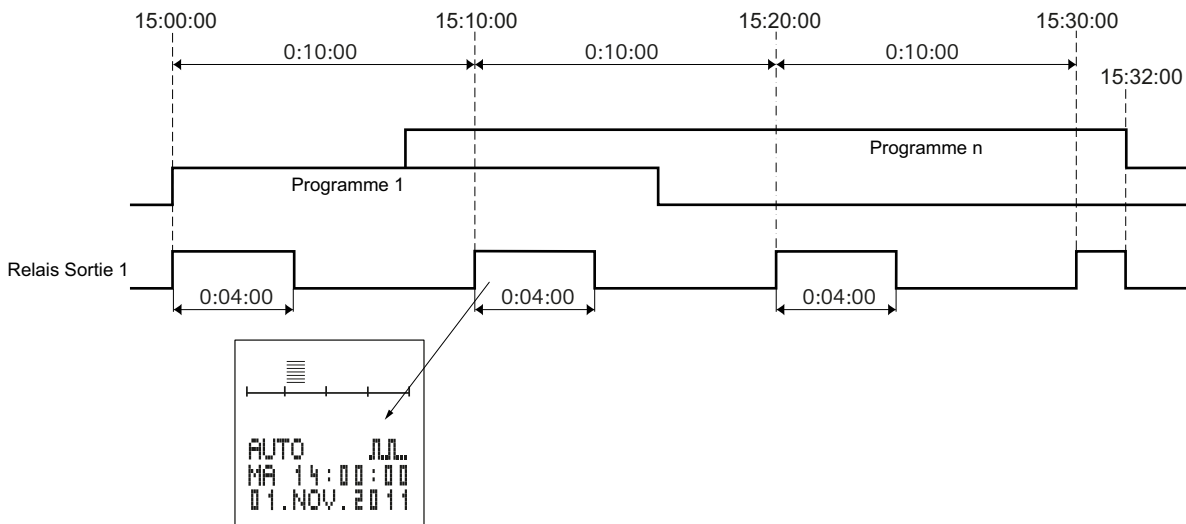 15:00:00 15:10:00 15:20:00 15:30:00
0:10:00 0:10:00 0:10:00
15:32:00
Programme n
Programme 1
Relais Sortie 1
0:04:00 0:04:00 0:04:00
AUTO
MA 14:00:00
01.NOV.2011